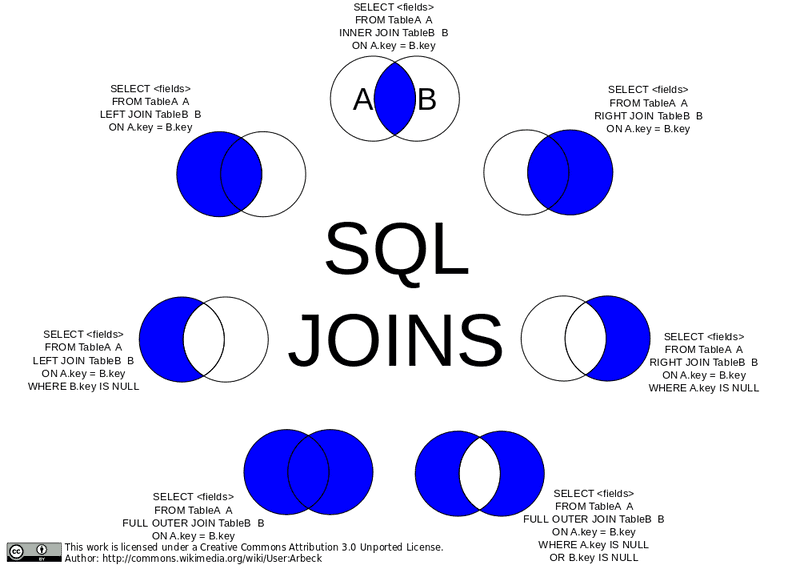 SELECT <fields>
FROM TableA A
INNER JOIN TableB B
ON A.key = B.key
A B
SELECT <fields>
FROM TableA A
LEFT JOIN TableB B
ON A.key = B.key
SELECT <fields>
FROM TableA A
RIGHT JOIN TableB B
ON A.key = B.key
SQL
JOINS
SELECT <fields>
FROM TableA A
LEFT JOIN TableB B
ON A.key = B.key
WHERE B.key IS NULL
SELECT <fields>
FROM TableA A
RIGHT JOIN TableB B
ON A.key = B.key
WHERE A.key IS NULL
SELECT <fields>
FROM TableA A
FULL OUTER JOIN TableB B
ON A.key = B.key
SELECT <fields>
FROM TableA A
FULL OUTER JOIN TableB B
ON A.key = B.key
WHERE A.key IS NULL
OR B.key IS NULL
cc
BY
This work is licensed under a Creative Commons Attribution 3.0 Unported License.
Author: http://commons.wikimedia.org/wiki/User:Arbeck